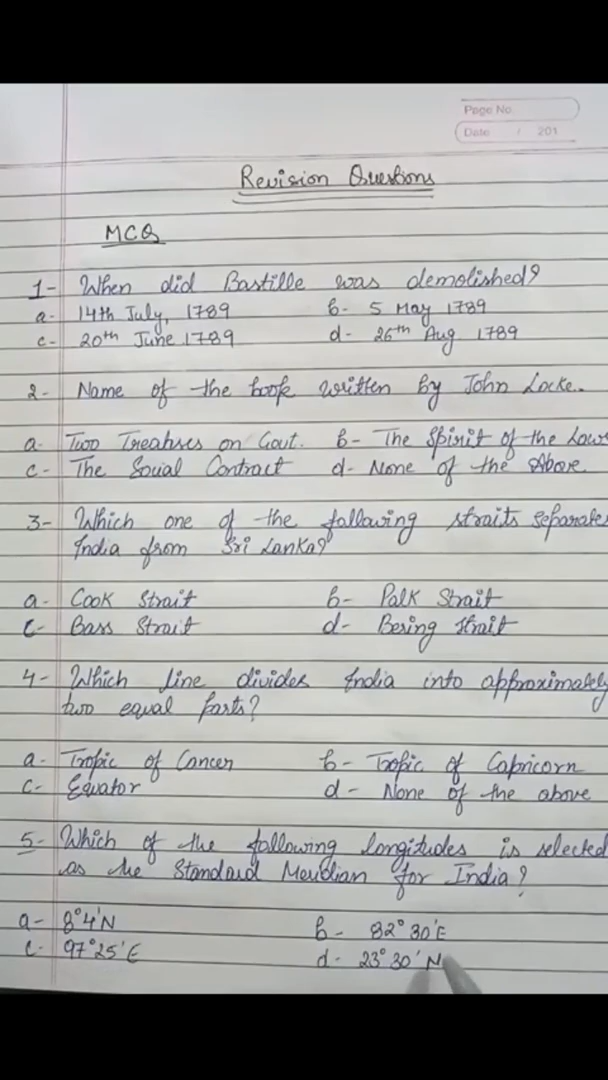 Page No
Date / 201
Revision Questions
MCQ
1- When did Bastille was demolished?
a- 14th July, 1789 b- 5 May 1789
c- 20th June 1789 d- 26th Aug 1789
2- Name of the book written by John Locke.
a- Two Treatises on Govt. b- The Spirit of the Laws
c- The Social Contract d- None of the Above
3- Which one of the following straits separates
India from Sri Lanka?
a- Cook Strait b- Palk Strait
c- Bass Strait d- Bering Strait
4- Which line divides India into approximately
two equal parts?
a- Tropic of Cancer b- Tropic of Capricorn
c- Equator d- None of the above
5- Which of the following longitudes is selected
as the Standard Meridian for India?
a- 8°4'N b- 82°30'E
c- 97°25'E d- 23°30'N